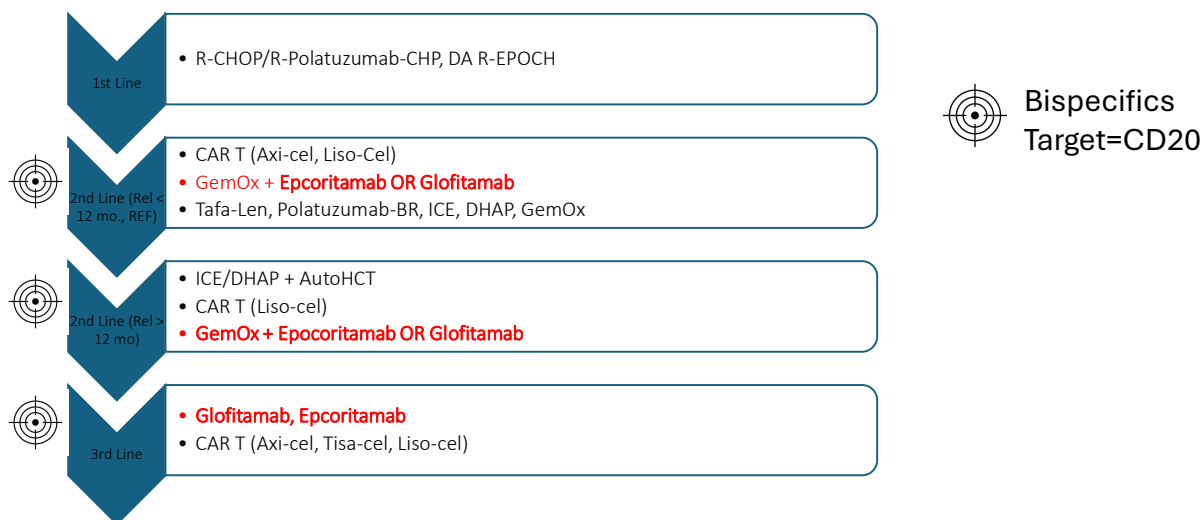 1st Line
• R-CHOP/R-Polatuzumab-CHP, DA R-EPOCH
2nd Line (Rel <
12 mo., REF)
• CAR T (Axi-cel, Liso-Cel)
• GemOx + Epcoritamab OR Glofitamab
• Tafa-Len, Polatuzumab-BR, ICE, DHAP, GemOx
2nd Line (Rel >
12 mo)
• ICE/DHAP + AutoHCT
• CAR T (Liso-cel)
• GemOx + Epocoritamab OR Glofitamab
3rd Line
• Glofitamab, Epcoritamab
• CAR T (Axi-cel, Tisa-cel, Liso-cel)
Bispecifics
Target=CD20